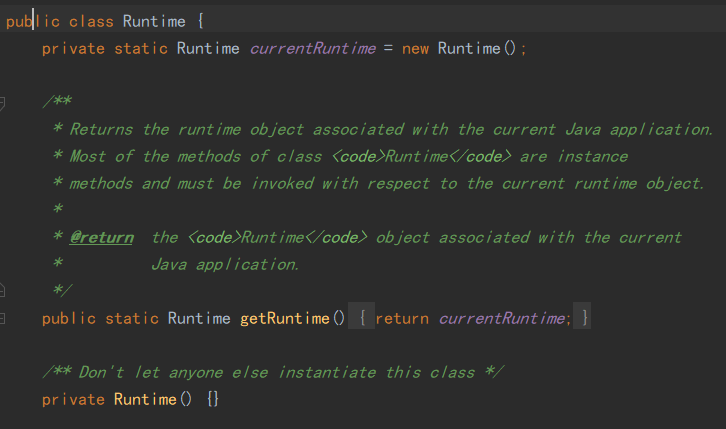 public class Runtime {
    private static Runtime currentRuntime = new Runtime();
    /**
     * Returns the runtime object associated with the current Java application.
     * Most of the methods of class <code>Runtime</code> are instance
     * methods and must be invoked with respect to the current runtime object.
     *
     * @return  the <code>Runtime</code> object associated with the current
     *          Java application.
     */
    public static Runtime getRuntime() { return currentRuntime; }
    /** Don't let anyone else instantiate this class */
    private Runtime() {}